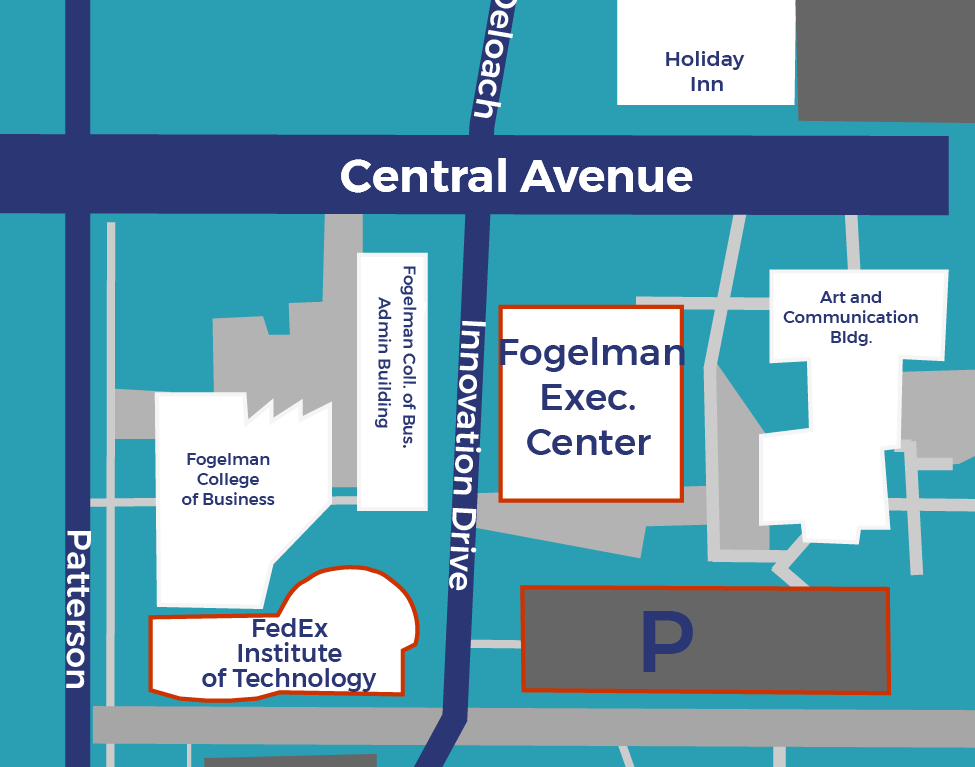 Deloach
Holiday
Inn
Central Avenue
Fogelman Coll. of Bus.
Admin Building
Innovation Drive
Fogelman
Exec.
Center
Art and
Communication
Bldg.
Fogelman
College
of Business
Patterson
FedEx
Institute
of Technology
P